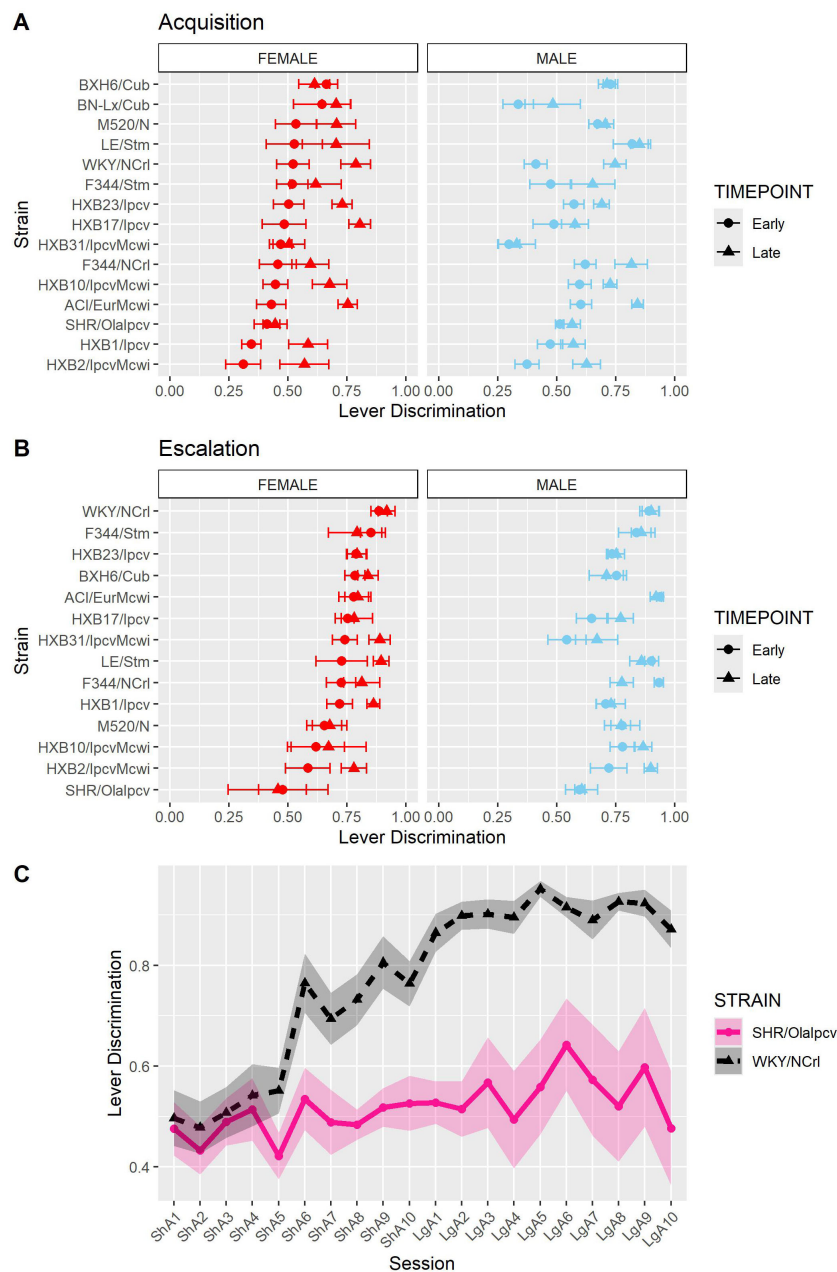 A
Acquisition
FEMALE
MALE
Strain
BXH6/Cub
BN-Lx/Cub
M520/N
LE/Stm
WKY/NCrl
F344/Stm
HXB23/Ipcv
HXB17/Ipcv
HXB31/IpcvMcwi
F344/NCrl
HXB10/IpcvMcwi
ACI/EurMcwi
SHR/OlaIpcv
HXB1/Ipcv
HXB2/IpcvMcwi
0.00 0.25 0.50 0.75 1.00 0.00 0.25 0.50 0.75 1.00
Lever Discrimination
TIMEPOINT
Early
Late
B
Escalation
FEMALE
MALE
Strain
WKY/NCrl
F344/Stm
HXB23/Ipcv
BXH6/Cub
ACI/EurMcwi
HXB17/Ipcv
HXB31/IpcvMcwi
LE/Stm
F344/NCrl
HXB1/Ipcv
M520/N
HXB10/IpcvMcwi
HXB2/IpcvMcwi
SHR/OlaIpcv
0.00 0.25 0.50 0.75 1.00 0.00 0.25 0.50 0.75 1.00
Lever Discrimination
TIMEPOINT
Early
Late
C
Lever Discrimination
0.8
0.6
0.4
ShA1 ShA2 ShA3 ShA4 ShA5 ShA6 ShA7 ShA8 ShA9 ShA10 LgA1 LgA2 LgA3 LgA4 LgA5 LgA6 LgA7 LgA8 LgA9 LgA10
Session
STRAIN
SHR/OlaIpcv
WKY/NCrl